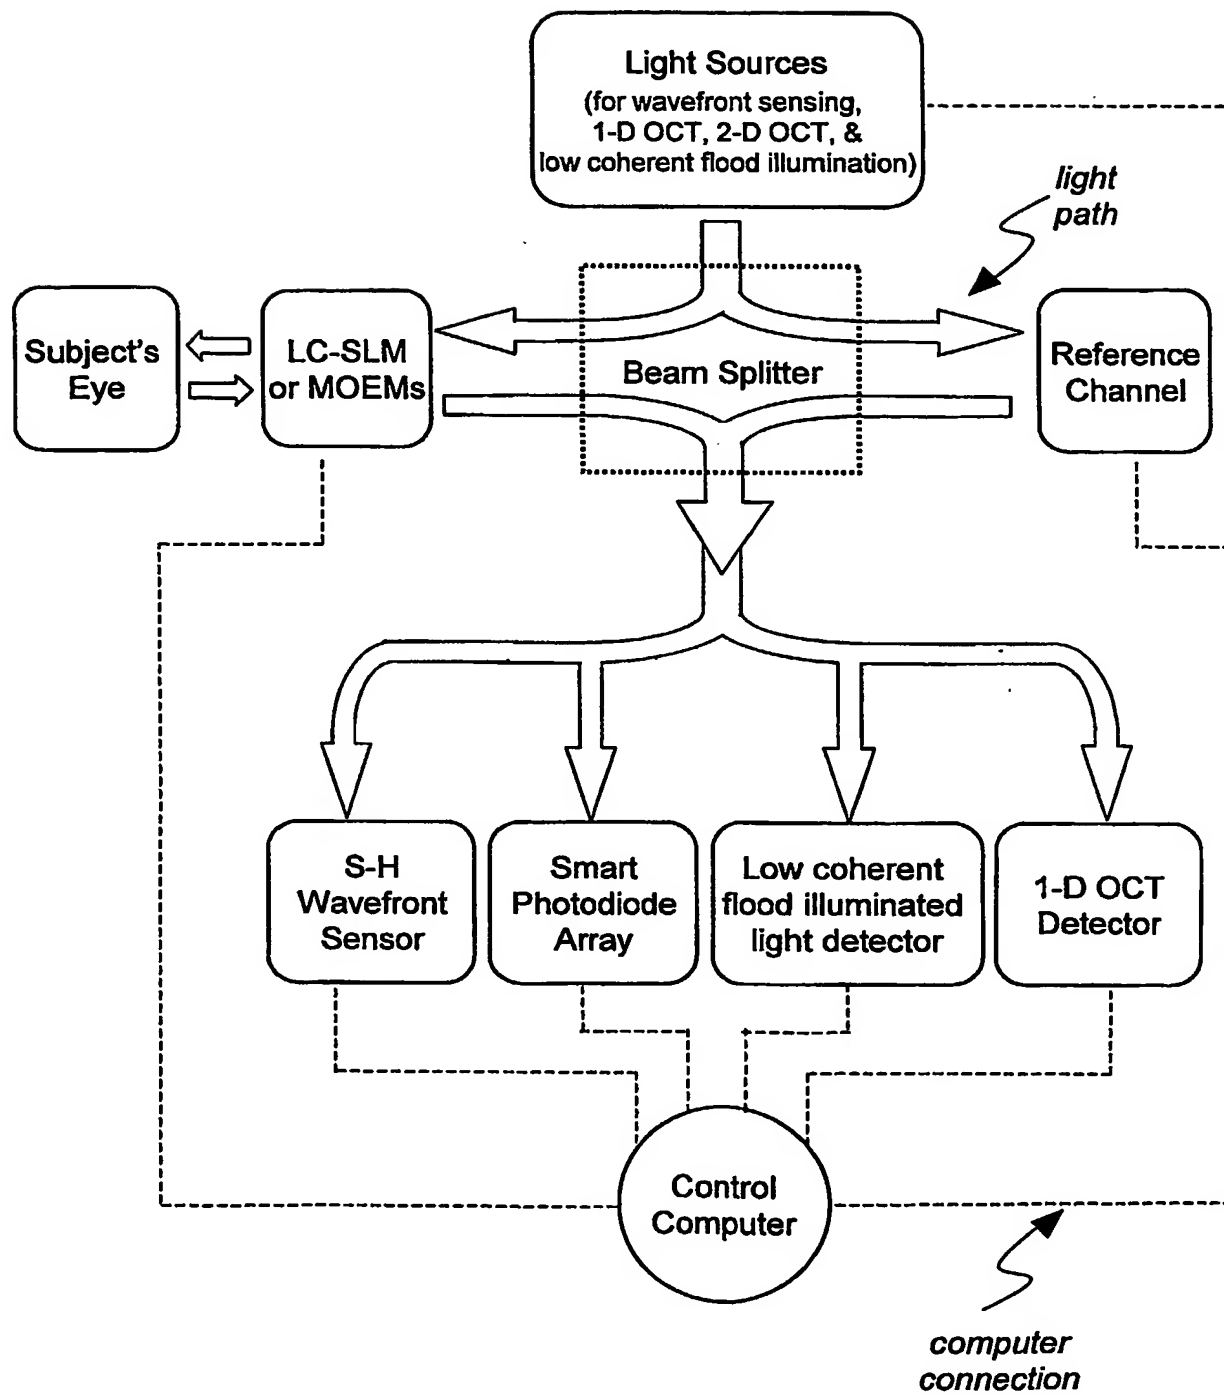 Light Sources
(for wavefront sensing,
1-D OCT, 2-D OCT, &
low coherent flood illumination)
light
path
Subject's
Eye
LC-SLM
or MOEMs
Beam Splitter
Reference
Channel
S-H
Wavefront
Sensor
Smart
Photodiode
Array
Low coherent
flood illuminated
light detector
1-D OCT
Detector
Control
Computer
computer
connection